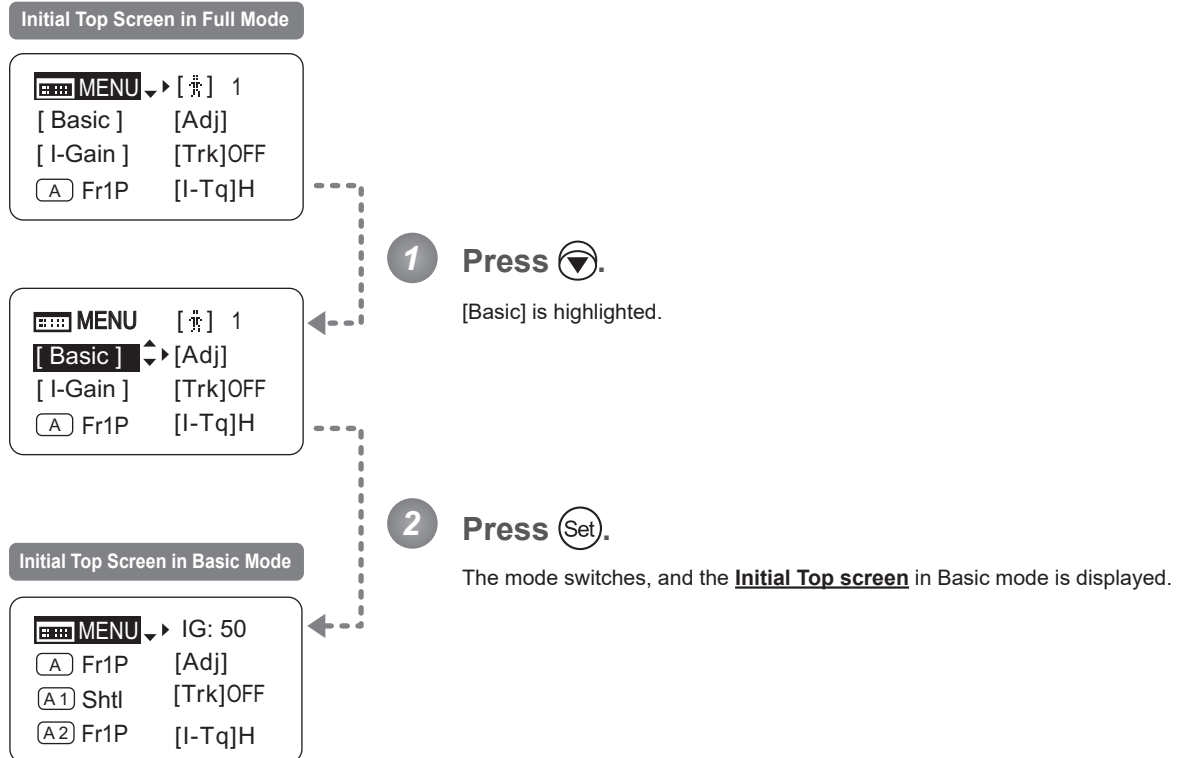 Initial Top Screen in Full Mode
MENU [ ] 1
[ Basic ] [Adj]
[ I-Gain ] [Trk]OFF
A Fr1P [I-Tq]H
1 Press .
[Basic] is highlighted.
MENU [ ] 1
[ Basic ] [Adj]
[ I-Gain ] [Trk]OFF
A Fr1P [I-Tq]H
2 Press Set.
The mode switches, and the Initial Top screen in Basic mode is displayed.
Initial Top Screen in Basic Mode
MENU IG: 50
A Fr1P [Adj]
A1 Shtl [Trk]OFF
A2 Fr1P [I-Tq]H